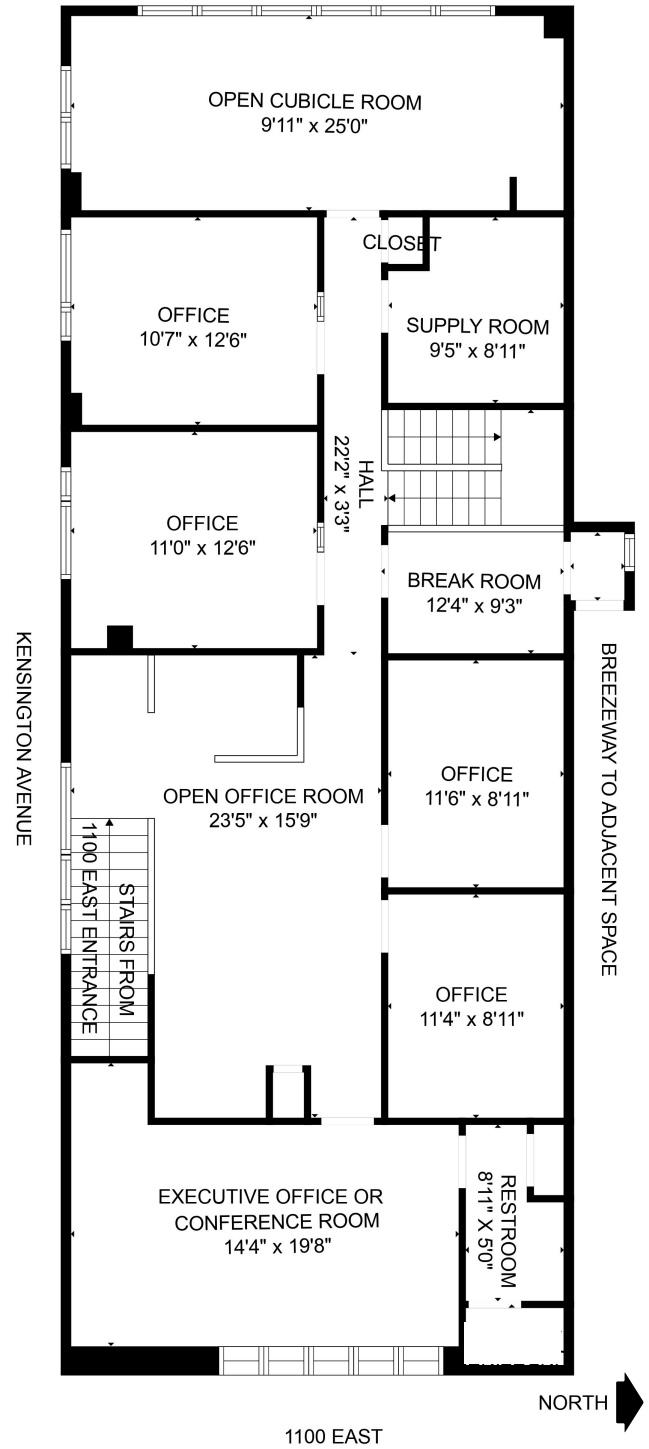 OPEN CUBICLE ROOM
9'11" x 25'0"
CLOSET
OFFICE
10'7" x 12'6"
SUPPLY ROOM
9'5" x 8'11"
HALL
22'2" x 3'3"
OFFICE
11'0" x 12'6"
BREAK ROOM
12'4" x 9'3"
KENSINGTON AVENUE
BREEZEWAY TO ADJACENT SPACE
OFFICE
11'6" x 8'11"
OPEN OFFICE ROOM
23'5" x 15'9"
STAIRS FROM
1100 EAST ENTRANCE
OFFICE
11'4" x 8'11"
EXECUTIVE OFFICE OR
CONFERENCE ROOM
14'4" x 19'8"
RESTROOM
8'11" X 5'0"
NORTH
1100 EAST